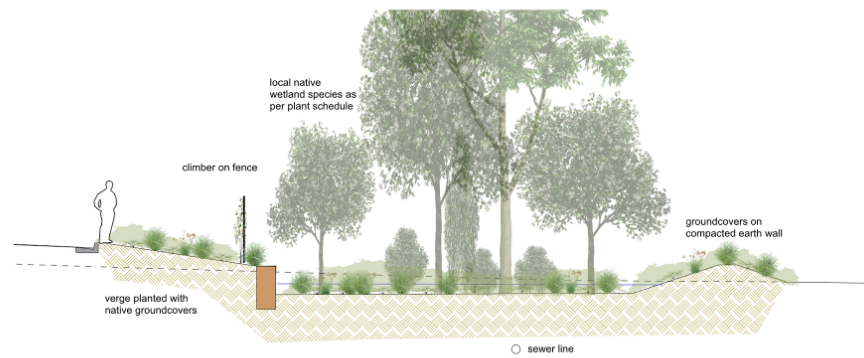 local native
wetland species as
per plant schedule
climber on fence
groundcovers on
compacted earth wall
verge planted with
native groundcovers
sewer line